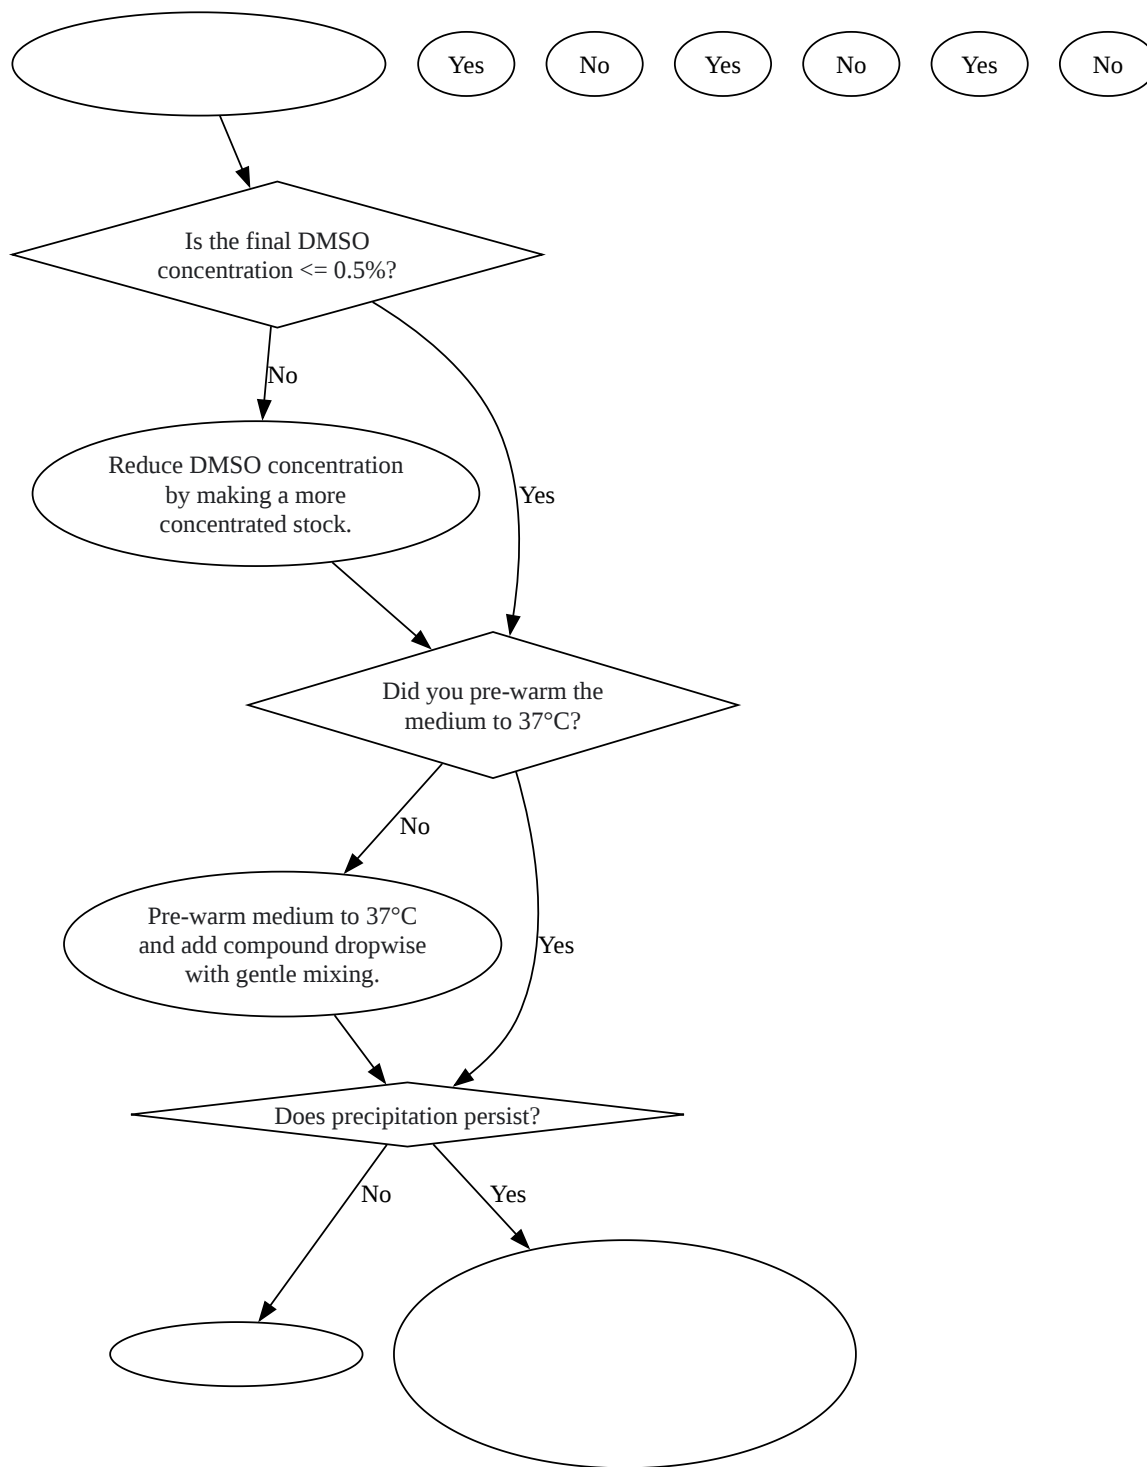 Yes
No
Yes
No
Yes
No
Is the final DMSO
concentration <= 0.5%?
No
Reduce DMSO concentration
by making a more
concentrated stock.
Yes
Did you pre-warm the
medium to 37°C?
No
Pre-warm medium to 37°C
and add compound dropwise
with gentle mixing.
Yes
Does precipitation persist?
No
Yes